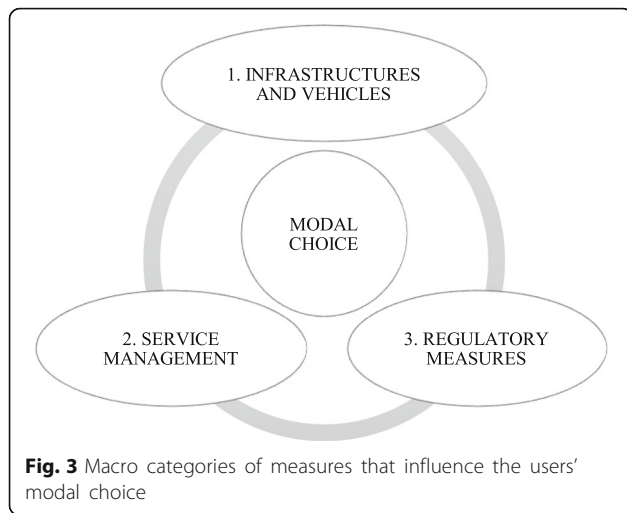 1. INFRASTRUCTURES
AND VEHICLES
MODAL
CHOICE
2. SERVICE
MANAGEMENT
3. REGULATORY
MEASURES
Fig. 3 Macro categories of measures that influence the users’
modal choice